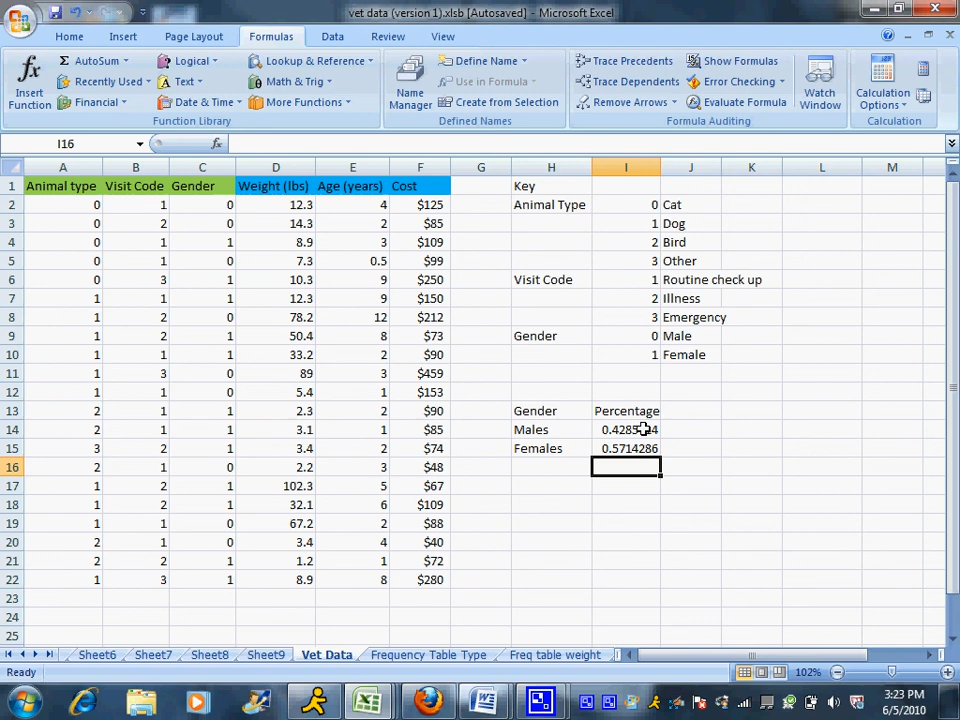 vet data (version 1).xlsb [Autosaved] - Microsoft Excel
Home Insert Page Layout Formulas Data Review View
Insert Function
Σ AutoSum
Recently Used
Financial
Logical
Text
Date & Time
Lookup & Reference
Math & Trig
More Functions
Function Library
Name Manager
Define Name
Use in Formula
Create from Selection
Defined Names
Trace Precedents
Trace Dependents
Remove Arrows
Show Formulas
Error Checking
Evaluate Formula
Watch Window
Formula Auditing
Calculation Options
Calculation
I16 fx
A B C D E F G H I J K L M
1 Animal type Visit Code Gender Weight (lbs) Age (years) Cost Key
2 0 1 0 12.3 4 $125 Animal Type 0 Cat
3 0 2 0 14.3 2 $85 1 Dog
4 0 1 1 8.9 3 $109 2 Bird
5 0 1 0 7.3 0.5 $99 3 Other
6 0 3 1 10.3 9 $250 Visit Code 1 Routine check up
7 1 1 1 12.3 9 $150 2 Illness
8 1 2 0 78.2 12 $212 3 Emergency
9 1 2 1 50.4 8 $73 Gender 0 Male
10 1 1 1 33.2 2 $90 1 Female
11 1 3 0 89 3 $459
12 1 1 0 5.4 1 $153
13 2 1 1 2.3 2 $90 Gender Percentage
14 1 1 0 3.1 1 $85 Males
15 3 2 1 3.4 2 $74 Females 0.5714286
16 2 1 0 2.2 3 $48
17 1 2 1 102.3 5 $67
18 1 2 1 32.1 6 $109
19 1 1 0 67.2 2 $88
20 2 1 0 3.4 4 $40
21 2 2 1 1.2 1 $72
22 1 3 1 8.9 8 $280
23
24
25
Sheet6 Sheet7 Sheet8 Sheet9 Vet Data Frequency Table Type Freq table weight
Ready 102%
3:23 PM
6/5/2010